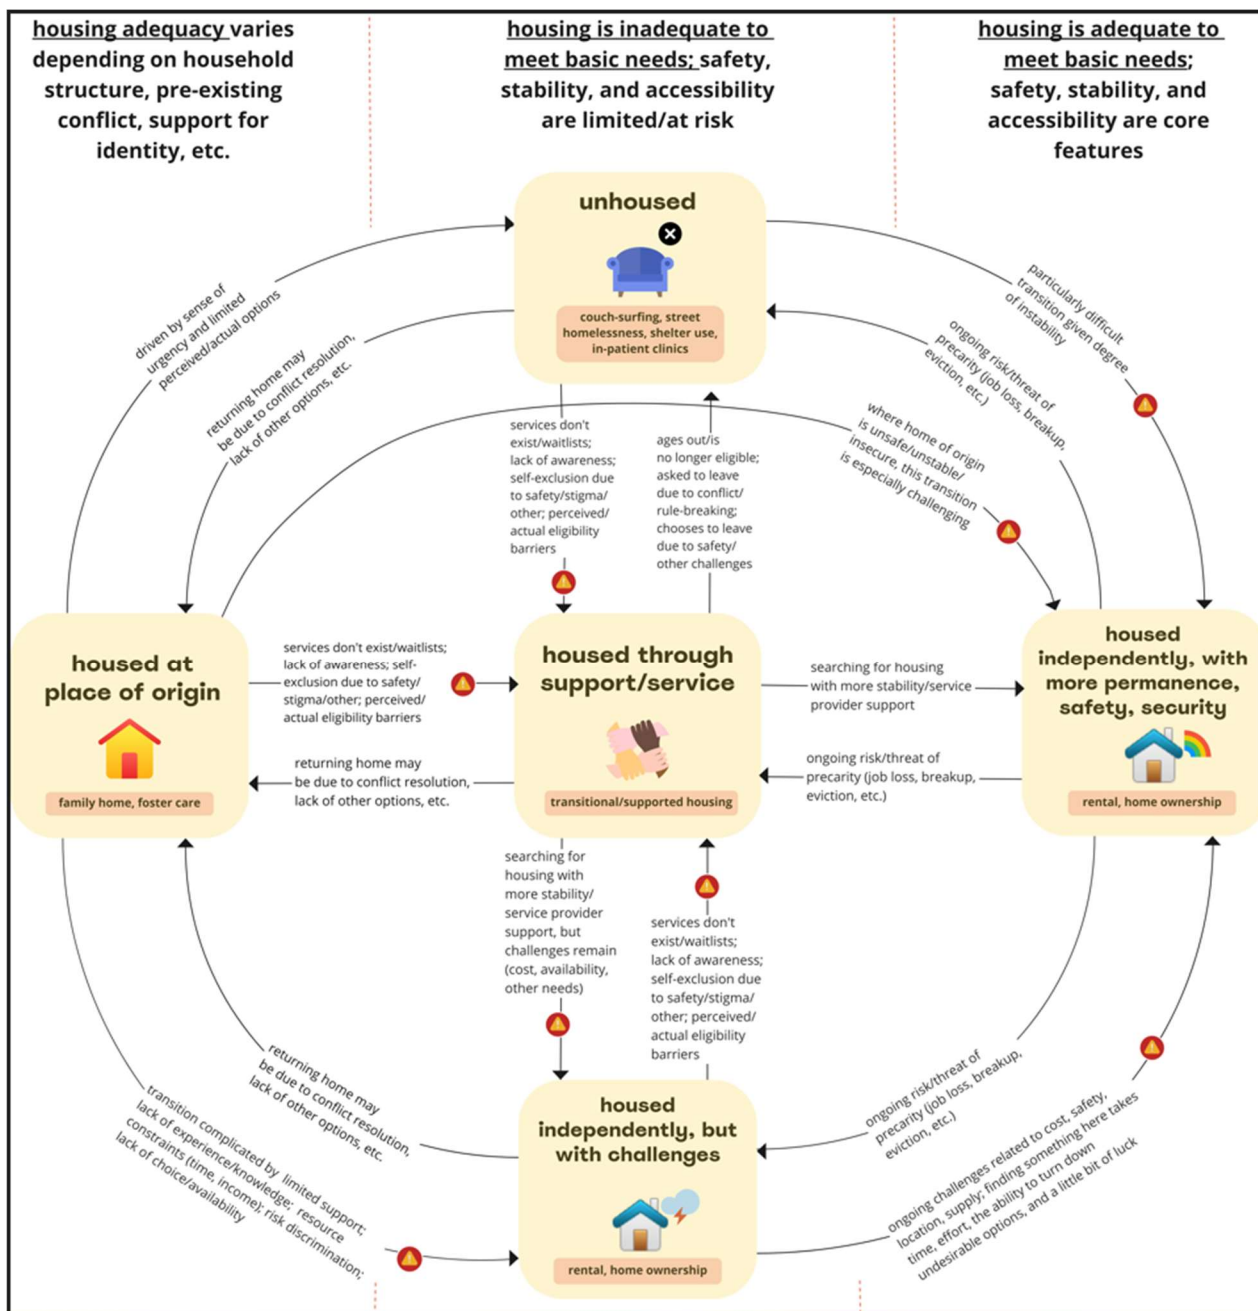 housing adequacy varies
depending on household
structure, pre-existing
conflict, support for
identity, etc.
housing is inadequate to
meet basic needs; safety,
stability, and accessibility
are limited/at risk
housing is adequate to
meet basic needs;
safety, stability, and
accessibility are core
features
unhoused
couch-surfing, street
homelessness, shelter use,
in-patient clinics
driven by sense of
urgency and limited
perceived/actual options
returning home may
be due to conflict resolution,
lack of other options, etc.
services don't
exist/waitlists;
lack of awareness;
self-exclusion due
to safety/stigma/
other; perceived/
actual eligibility
barriers
ages out/is
no longer eligible;
asked to leave
due to conflict/
rule-breaking;
chooses to leave
due to safety/
other challenges
where home of origin
is unsafe/unstable/
insecure, this transition
is especially challenging
ongoing risk/threat of
precarity (job loss, breakup,
eviction, etc.)
particularly difficult
transition given degree
of instability
housed at
place of origin
family home, foster care
services don't exist/waitlists;
lack of awareness; self-
exclusion due to safety/
stigma/other; perceived/
actual eligibility barriers
returning home may
be due to conflict resolution,
lack of other options, etc.
housed through
support/service
transitional/supported housing
searching for housing
with more stability/service
provider support
ongoing risk/threat of
precarity (job loss, breakup,
eviction, etc.)
housed
independently, with
more permanence,
safety, security
rental, home ownership
searching for
housing with
more stability/
service provider
support, but
challenges remain
(cost, availability,
other needs)
services don't
exist/waitlists;
lack of awareness;
self-exclusion due
to safety/stigma/
other; perceived/
actual eligibility
barriers
returning home may
be due to conflict resolution,
lack of other options, etc.
transition complicated by limited support;
lack of experience/knowledge; resource
constraints (time, income); risk discrimination;
lack of choice/availability
housed
independently, but
with challenges
rental, home ownership
ongoing risk/threat of
precarity (job loss, breakup,
eviction, etc.)
ongoing challenges related to cost, safety,
location, supply; finding something here takes
time, effort, the ability to turn down
undesirable options, and a little bit of luck